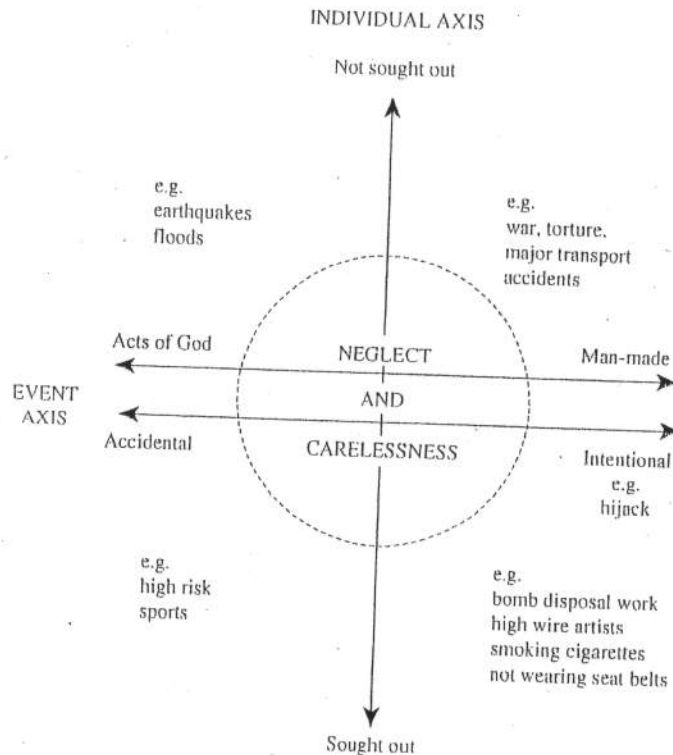 INDIVIDUAL AXIS
Not sought out
e.g.
earthquakes
floods
e.g.
war, torture,
major transport
accidents
Acts of God
NEGLECT
Man-made
EVENT
AXIS
AND
Accidental
CARELESSNESS
Intentional
e.g.
hijack
e.g.
high risk
sports
e.g.
bomb disposal work
high wire artists
smoking cigarettes
not wearing seat belts
Sought out